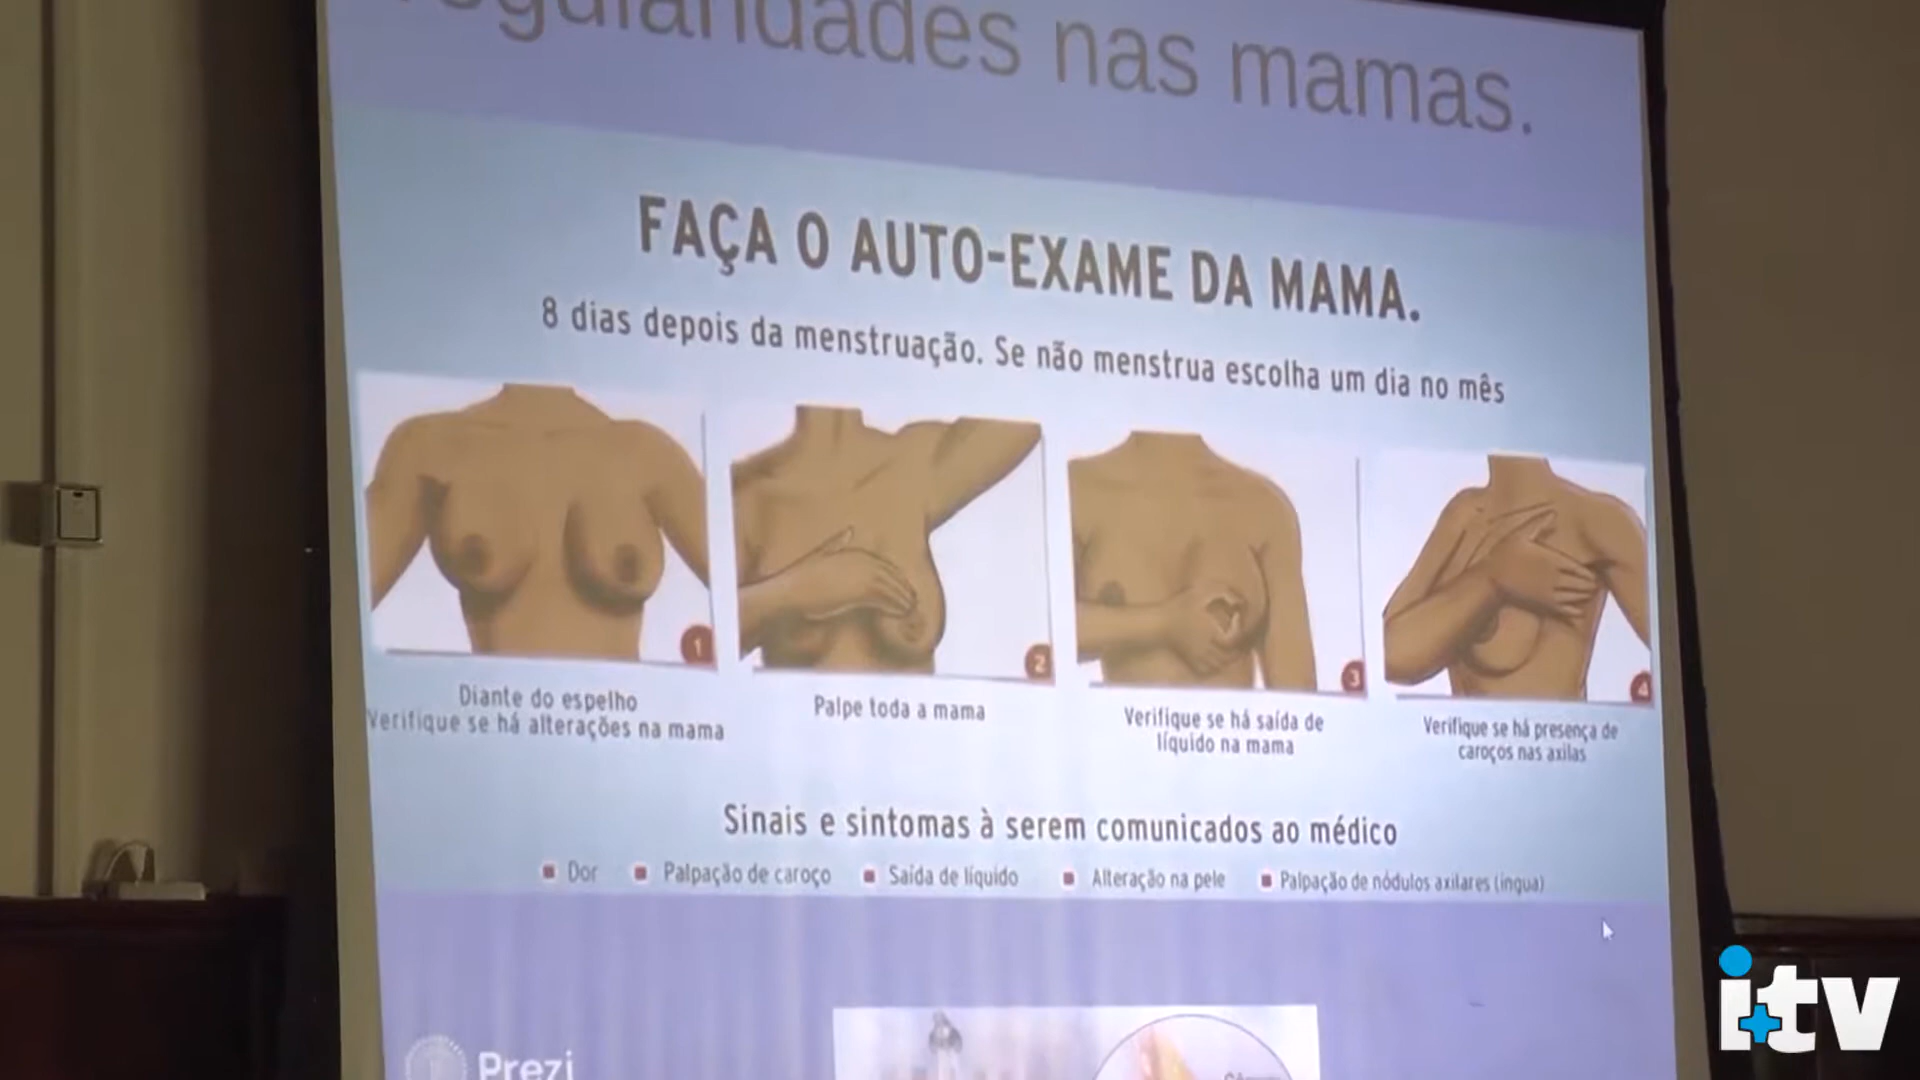 nas mamas.
FAÇA O AUTO-EXAME DA MAMA.
8 dias depois da menstruação. Se não menstrua escolha um dia no mês
1
2
3
4
Diante do espelho
Verifique se há alterações na mama
Palpe toda a mama
Verifique se há saída de
líquido na mama
Verifique se há presença de
caroços nas axilas
Sinais e sintomas à serem comunicados ao médico
Dor
Palpação de caroço
Saída de líquido
Alteração na pele
Palpação de nódulos axilares (íngua)
Prezi
i+tv